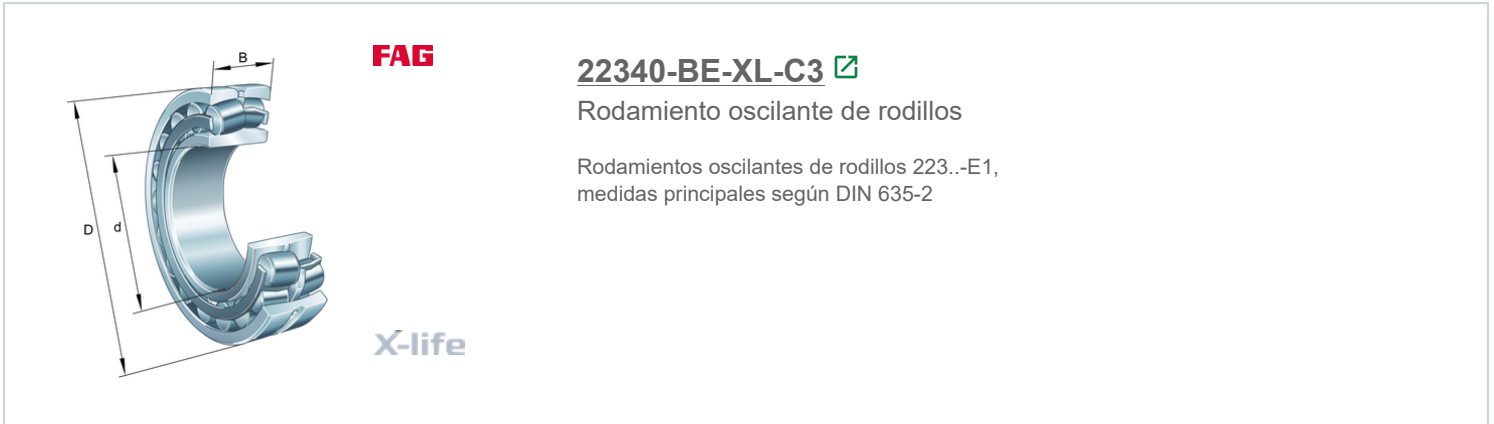 B
FAG
D
d
X-life
22340-BE-XL-C3
Rodamiento oscilante de rodillos
Rodamientos oscilantes de rodillos 223..-E1,
medidas principales según DIN 635-2